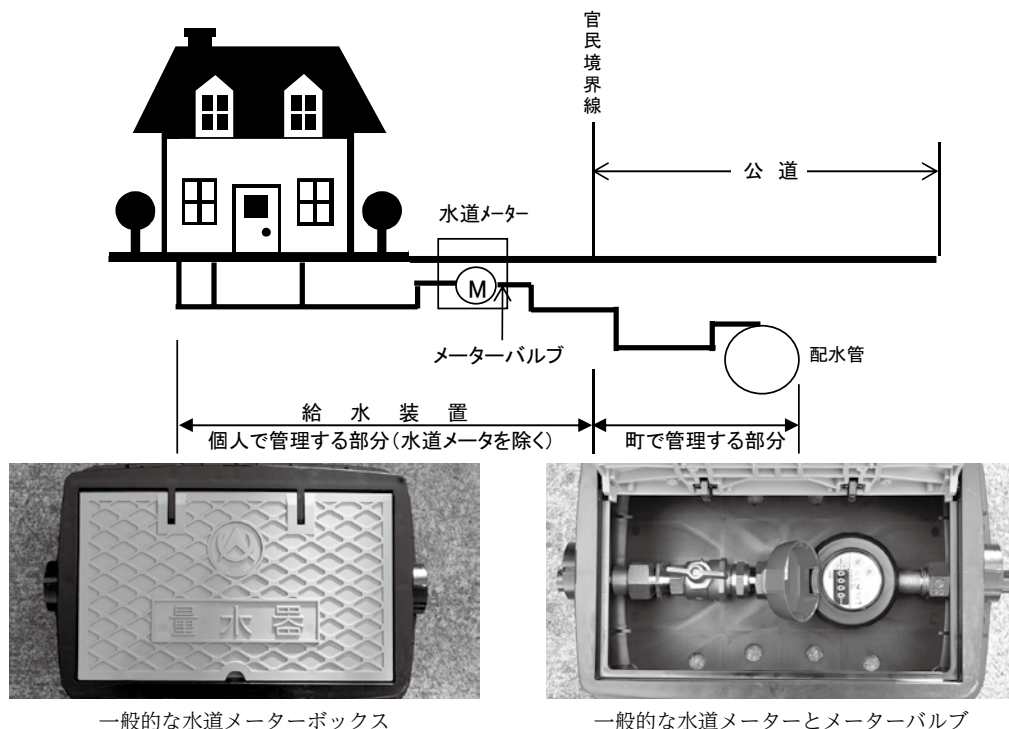 官民境界線
公道
水道メーター
M
メーターバルブ
配水管
給水装置
個人で管理する部分(水道メータを除く)
町で管理する部分
量水器
一般的な水道メーターボックス
一般的な水道メーターとメーターバルブ